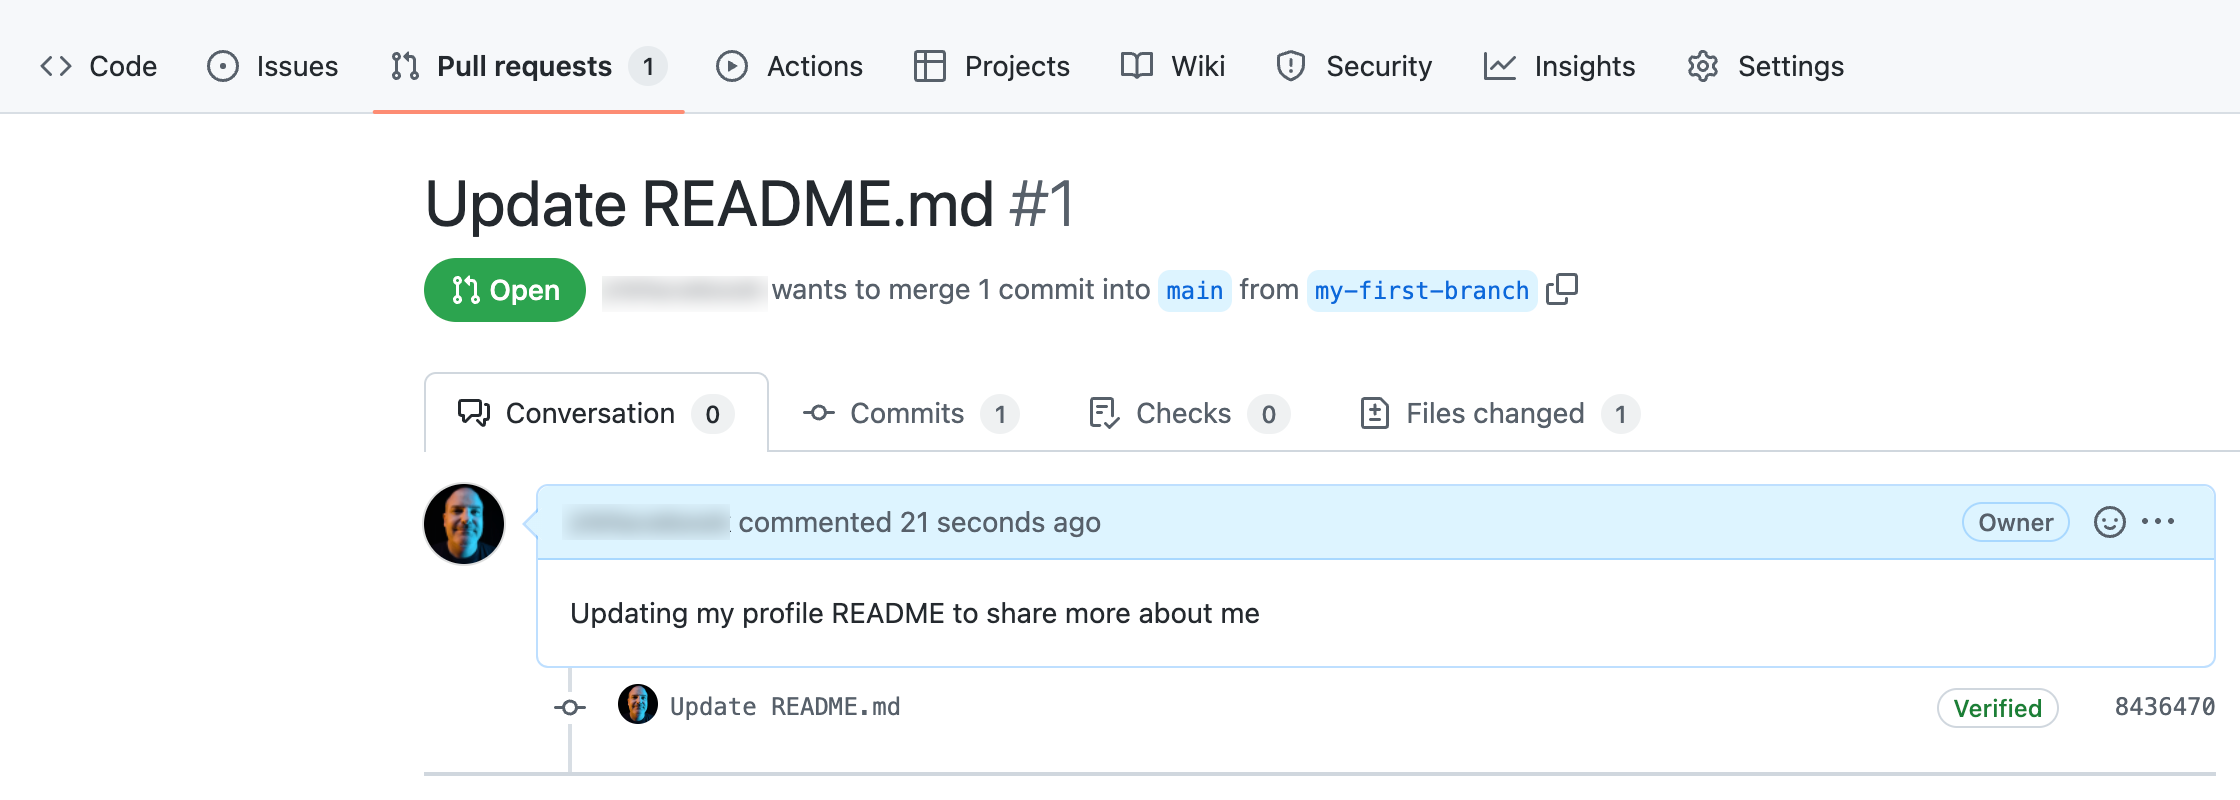 Code Issues Pull requests 1 Actions Projects Wiki Security Insights Settings
Update README.md #1
Open wants to merge 1 commit into main from my-first-branch
Conversation 0 Commits 1 Checks 0 Files changed 1
commented 21 seconds ago Owner
Updating my profile README to share more about me
Update README.md Verified 8436470